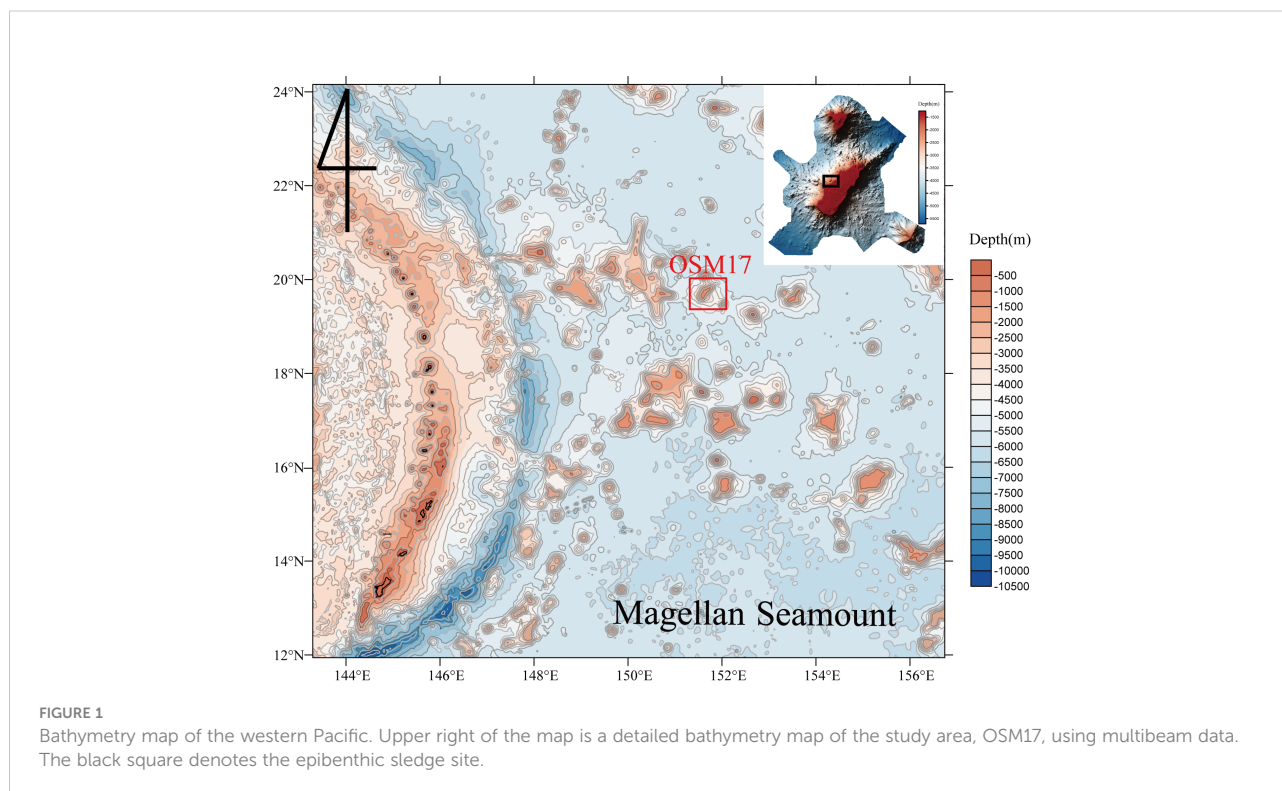 24°N
22°N
20°N
18°N
16°N
14°N
12°N
144°E
146°E
148°E
150°E
152°E
154°E
156°E
OSM17
Magellan Seamount
Depth(m)
Depth(m)
-500
-1000
-1500
-2000
-2500
-3000
-4000
-5000
-5500
-6000
-6500
-7000
-7500
-8000
-8500
-9000
-9500
-10000
-10500
FIGURE 1
Bathymetry map of the western Pacific. Upper right of the map is a detailed bathymetry map of the study area, OSM17, using multibeam data.
The black square denotes the epibenthic sledge site.